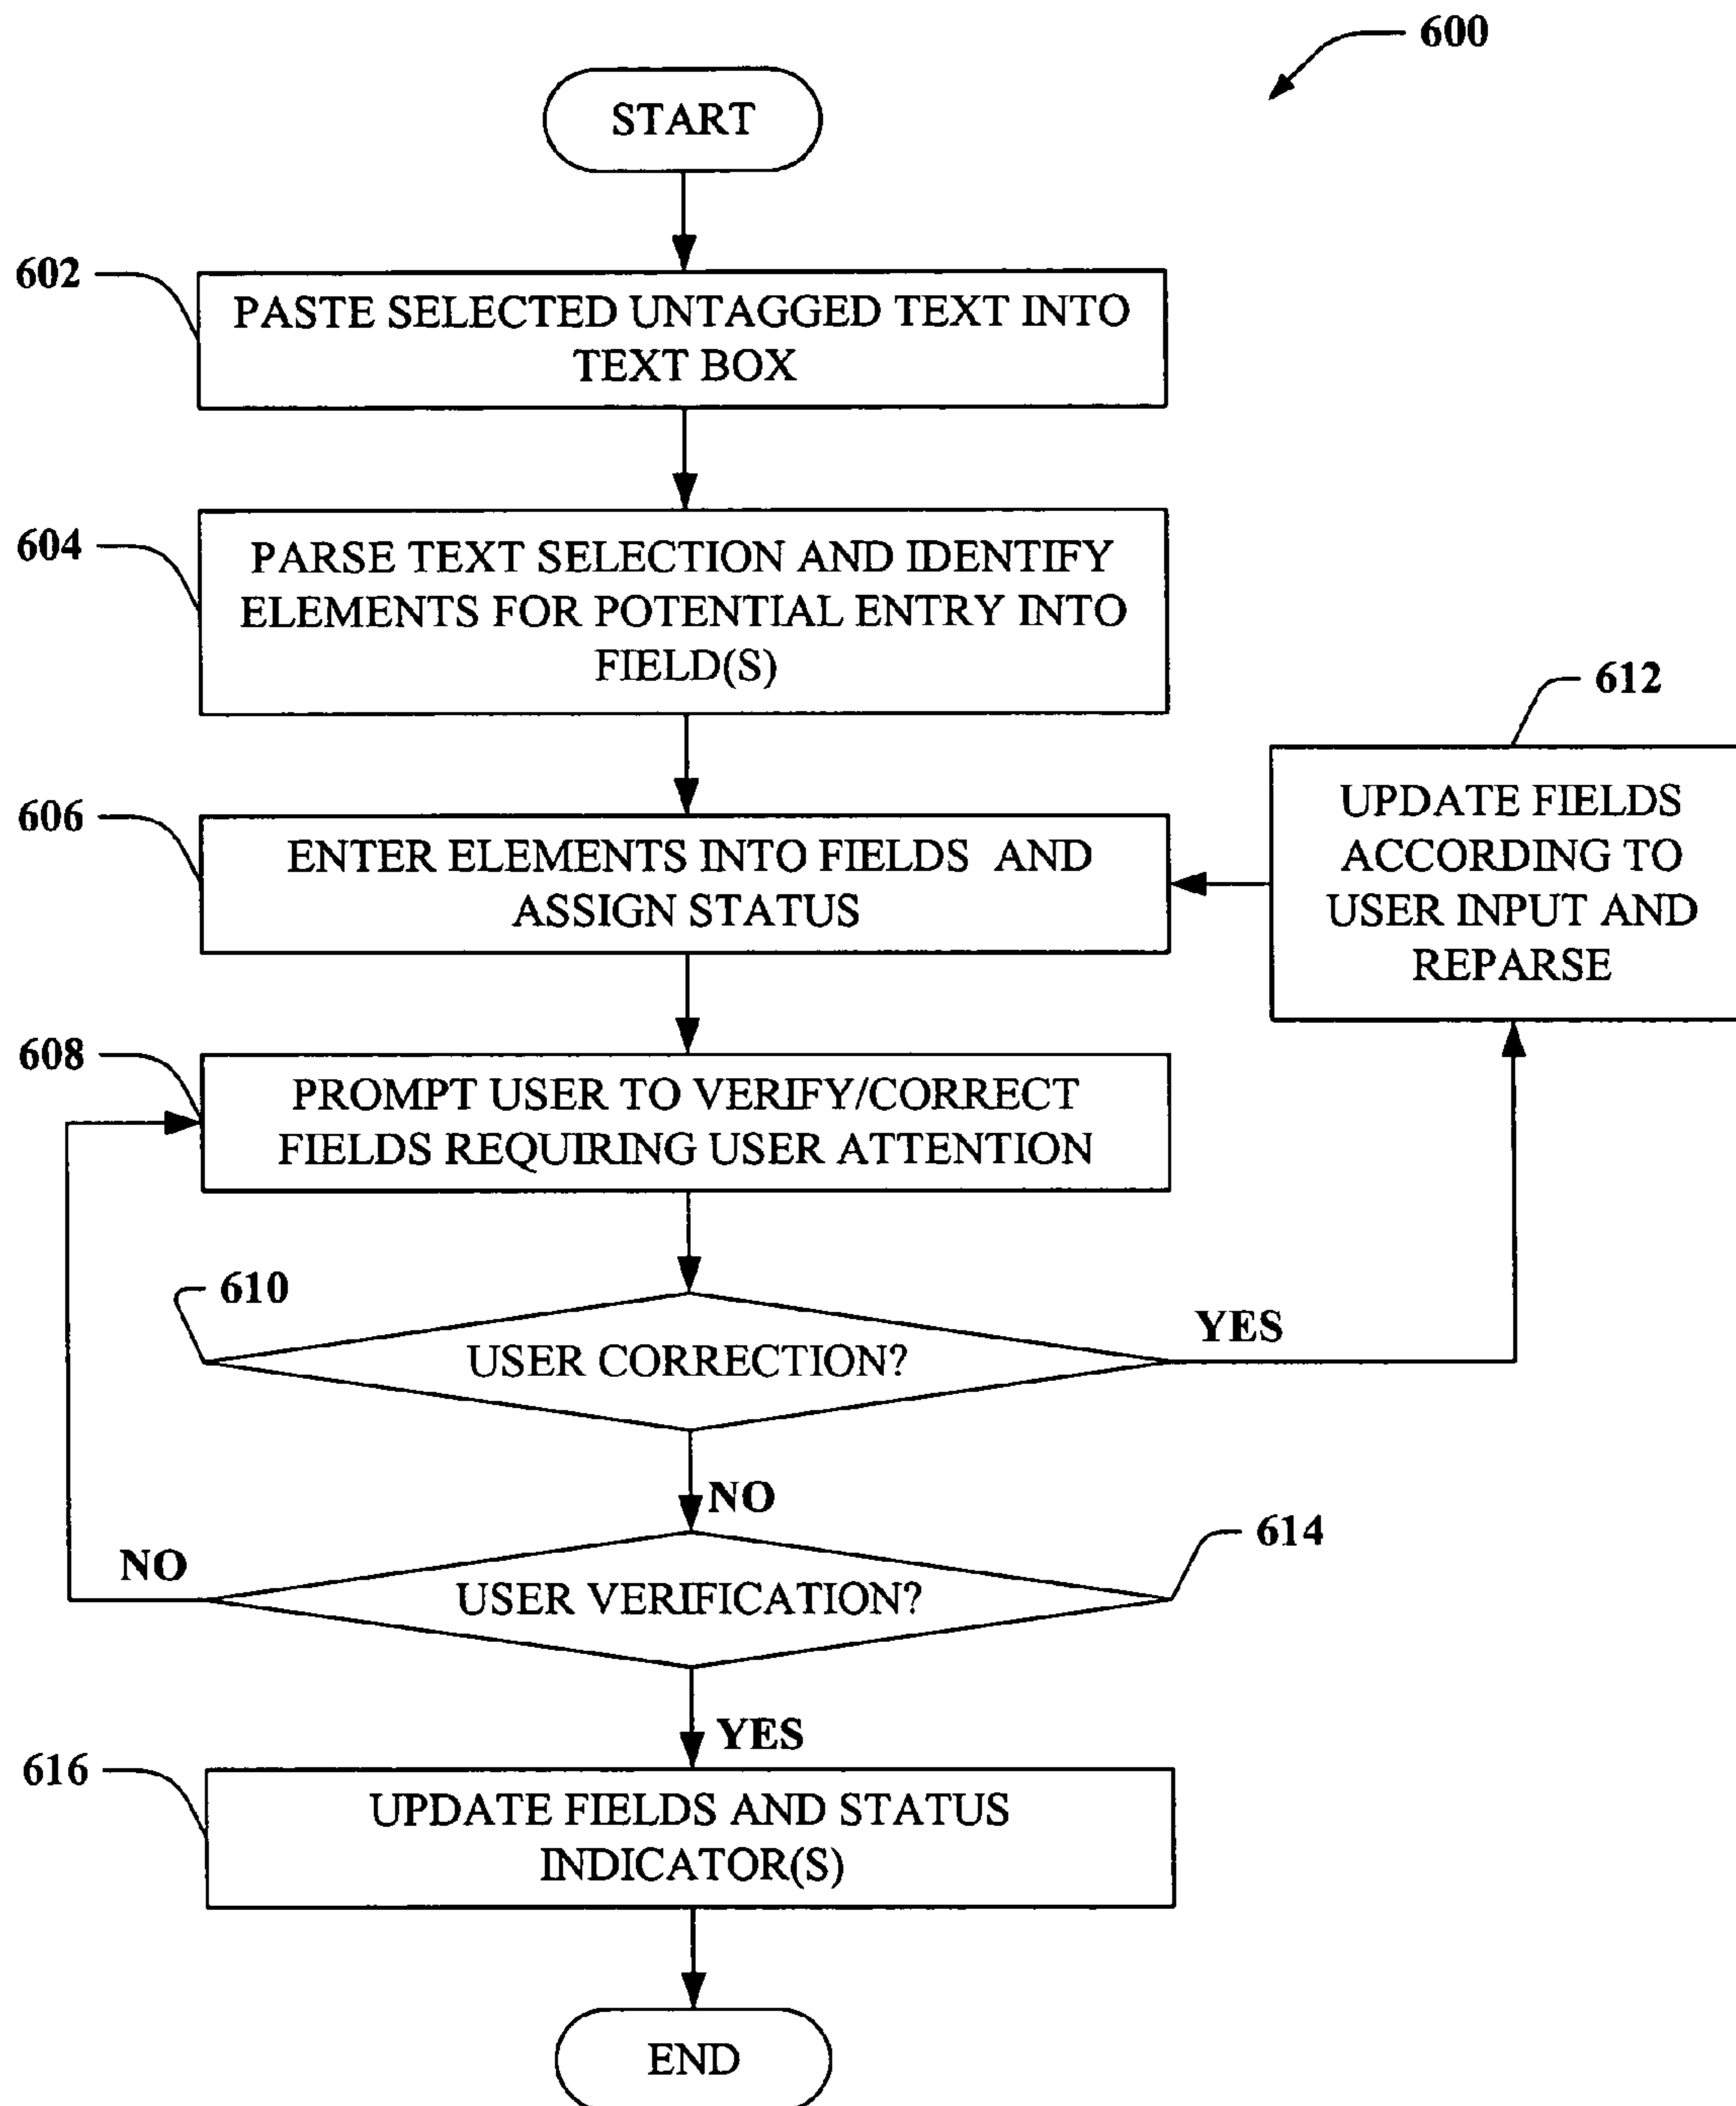 600
START
602
PASTE SELECTED UNTAGGED TEXT INTO
TEXT BOX
604
PARSE TEXT SELECTION AND IDENTIFY
ELEMENTS FOR POTENTIAL ENTRY INTO
FIELD(S)
606
ENTER ELEMENTS INTO FIELDS AND
ASSIGN STATUS
612
UPDATE FIELDS
ACCORDING TO
USER INPUT AND
REPARSE
608
PROMPT USER TO VERIFY/CORRECT
FIELDS REQUIRING USER ATTENTION
610
USER CORRECTION?
YES
NO
614
USER VERIFICATION?
NO
YES
616
UPDATE FIELDS AND STATUS
INDICATOR(S)
END